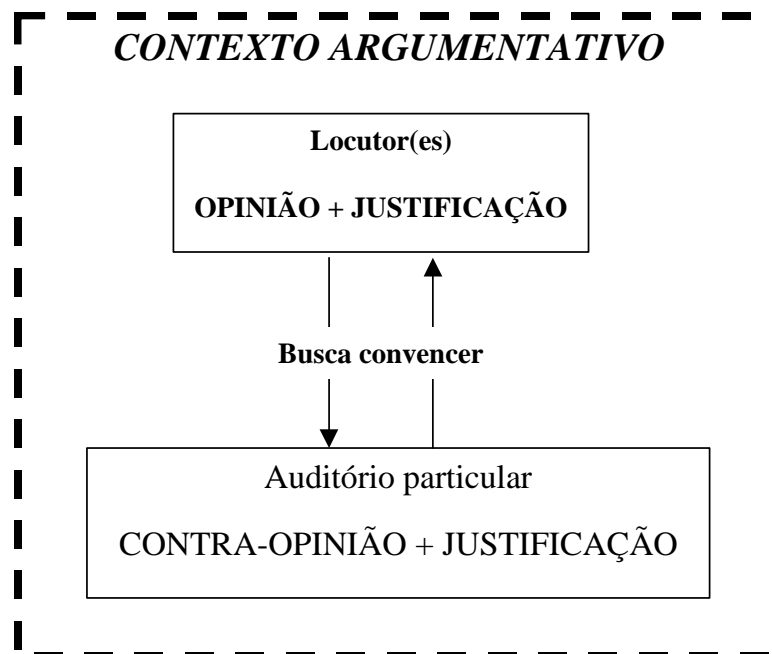 CONTEXTO ARGUMENTATIVO
Locutor(es)
OPINIÃO + JUSTIFICAÇÃO
Busca convencer
Auditório particular
CONTRA-OPINIÃO + JUSTIFICAÇÃO